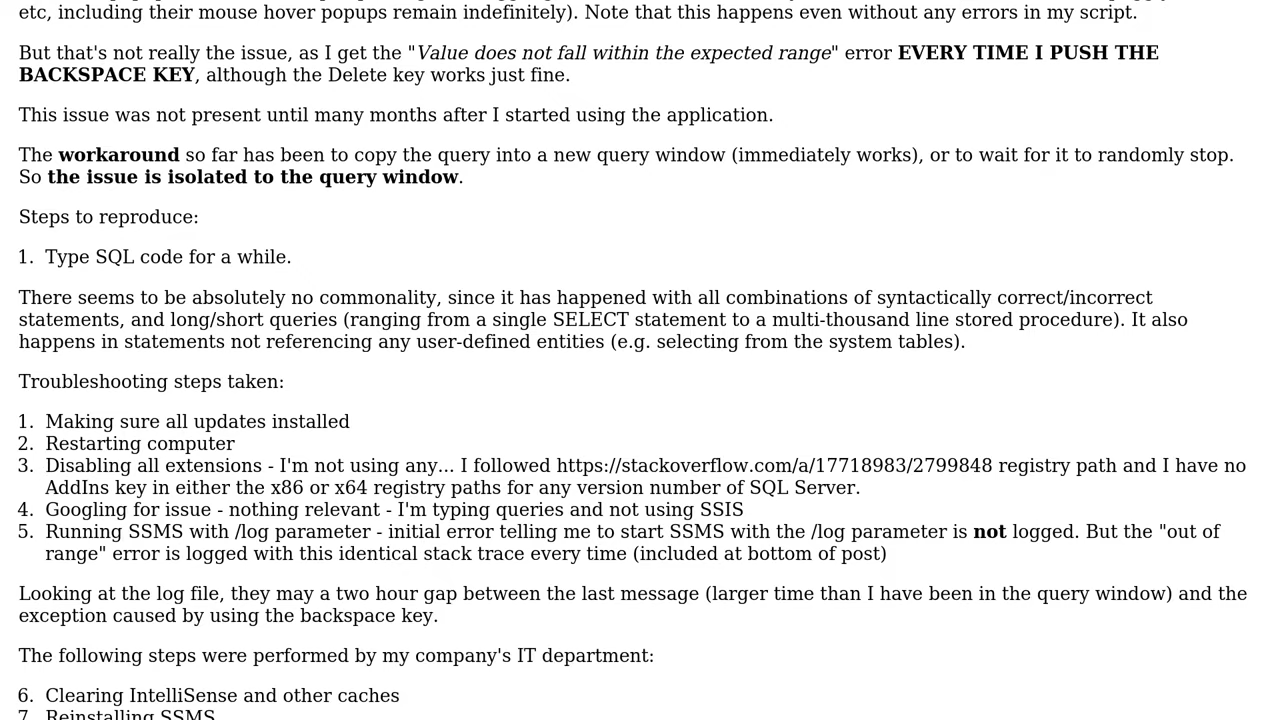 etc, including their mouse hover popups remain indefinitely). Note that this happens even without any errors in my script.
But that's not really the issue, as I get the "Value does not fall within the expected range" error EVERY TIME I PUSH THE
BACKSPACE KEY, although the Delete key works just fine.
This issue was not present until many months after I started using the application.
The workaround so far has been to copy the query into a new query window (immediately works), or to wait for it to randomly stop.
So the issue is isolated to the query window.
Steps to reproduce:
1. Type SQL code for a while.
There seems to be absolutely no commonality, since it has happened with all combinations of syntactically correct/incorrect
statements, and long/short queries (ranging from a single SELECT statement to a multi-thousand line stored procedure). It also
happens in statements not referencing any user-defined entities (e.g. selecting from the system tables).
Troubleshooting steps taken:
1. Making sure all updates installed
2. Restarting computer
3. Disabling all extensions - I'm not using any... I followed https://stackoverflow.com/a/17718983/2799848 registry path and I have no
AddIns key in either the x86 or x64 registry paths for any version number of SQL Server.
4. Googling for issue - nothing relevant - I'm typing queries and not using SSIS
5. Running SSMS with /log parameter - initial error telling me to start SSMS with the /log parameter is not logged. But the "out of
range" error is logged with this identical stack trace every time (included at bottom of post)
Looking at the log file, they may a two hour gap between the last message (larger time than I have been in the query window) and the
exception caused by using the backspace key.
The following steps were performed by my company's IT department:
6. Clearing IntelliSense and other caches
7. Reinstalling SSMS